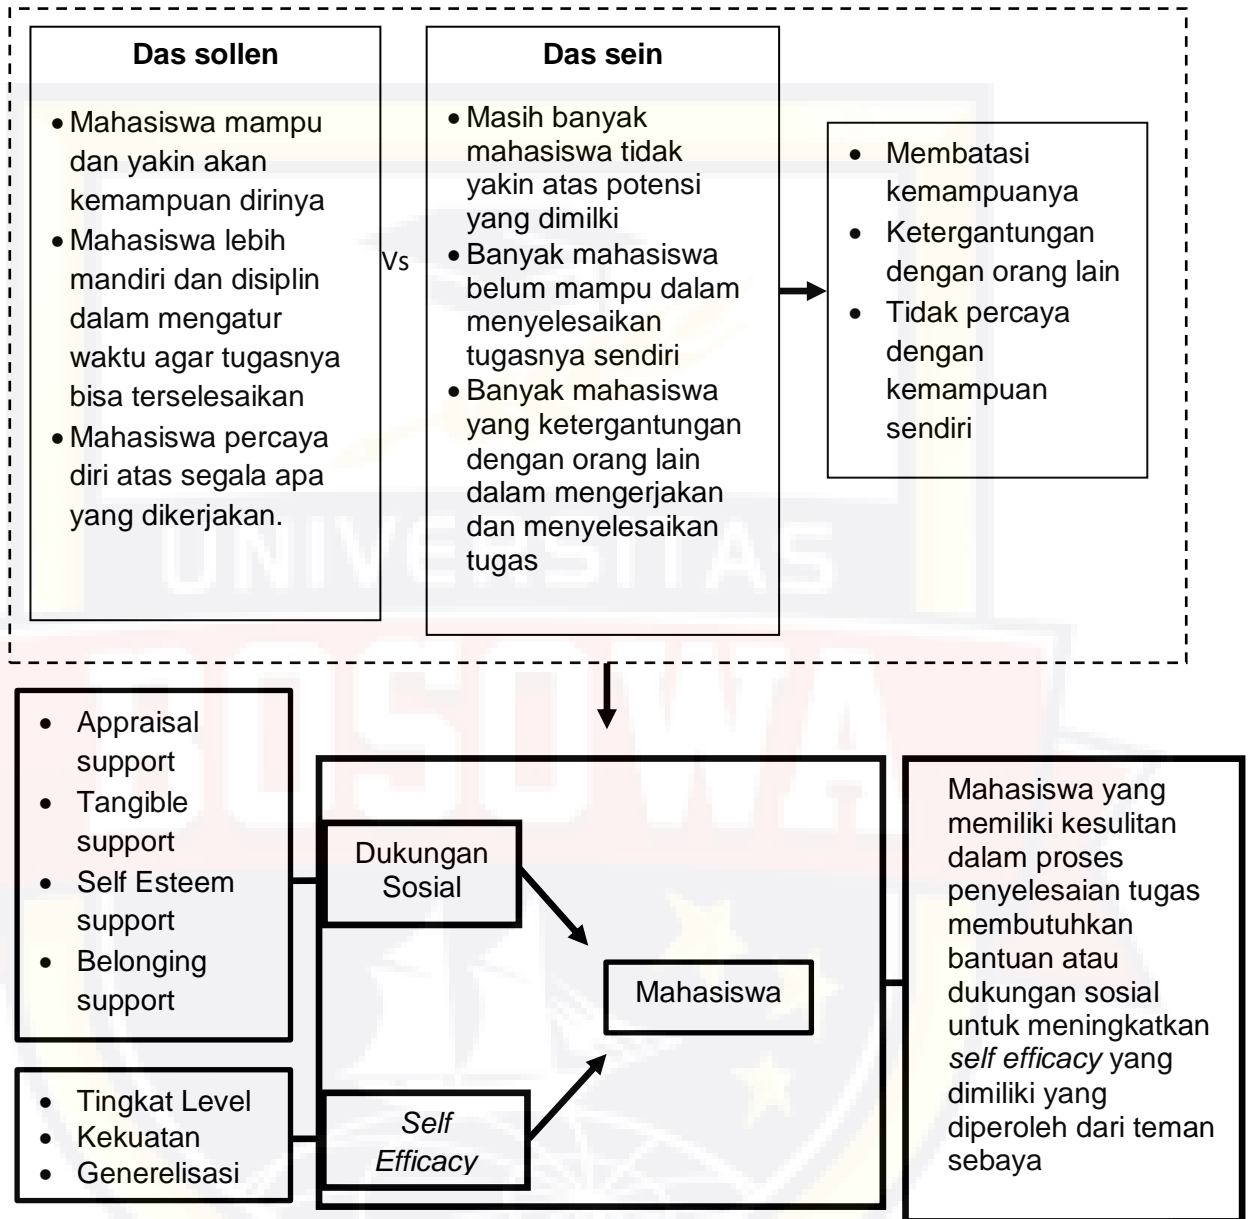 Das sollen
• Mahasiswa mampu
dan yakin akan
kemampuan dirinya
• Mahasiswa lebih
mandiri dan disiplin
dalam mengatur
waktu agar tugasnya
bisa terselesaikan
• Mahasiswa percaya
diri atas segala apa
yang dikerjakan.
Vs
Das sein
• Masih banyak
mahasiswa tidak
yakin atas potensi
yang dimilki
• Banyak mahasiswa
belum mampu dalam
menyelesaikan
tugasnya sendiri
• Banyak mahasiswa
yang ketergantungan
dengan orang lain
dalam mengerjakan
dan menyelesaikan
tugas
• Membatasi
kemampuanya
• Ketergantungan
dengan orang lain
• Tidak percaya
dengan
kemampuan
sendiri
UNIVERSITAS
BOSOWA
• Appraisal
support
• Tangible
support
• Self Esteem
support
• Belonging
support
• Tingkat Level
• Kekuatan
• Generelisasi
Dukungan
Sosial
Self
Efficacy
Mahasiswa
Mahasiswa yang
memiliki kesulitan
dalam proses
penyelesaian tugas
membutuhkan
bantuan atau
dukungan sosial
untuk meningkatkan
self efficacy yang
dimiliki yang
diperoleh dari teman
sebaya